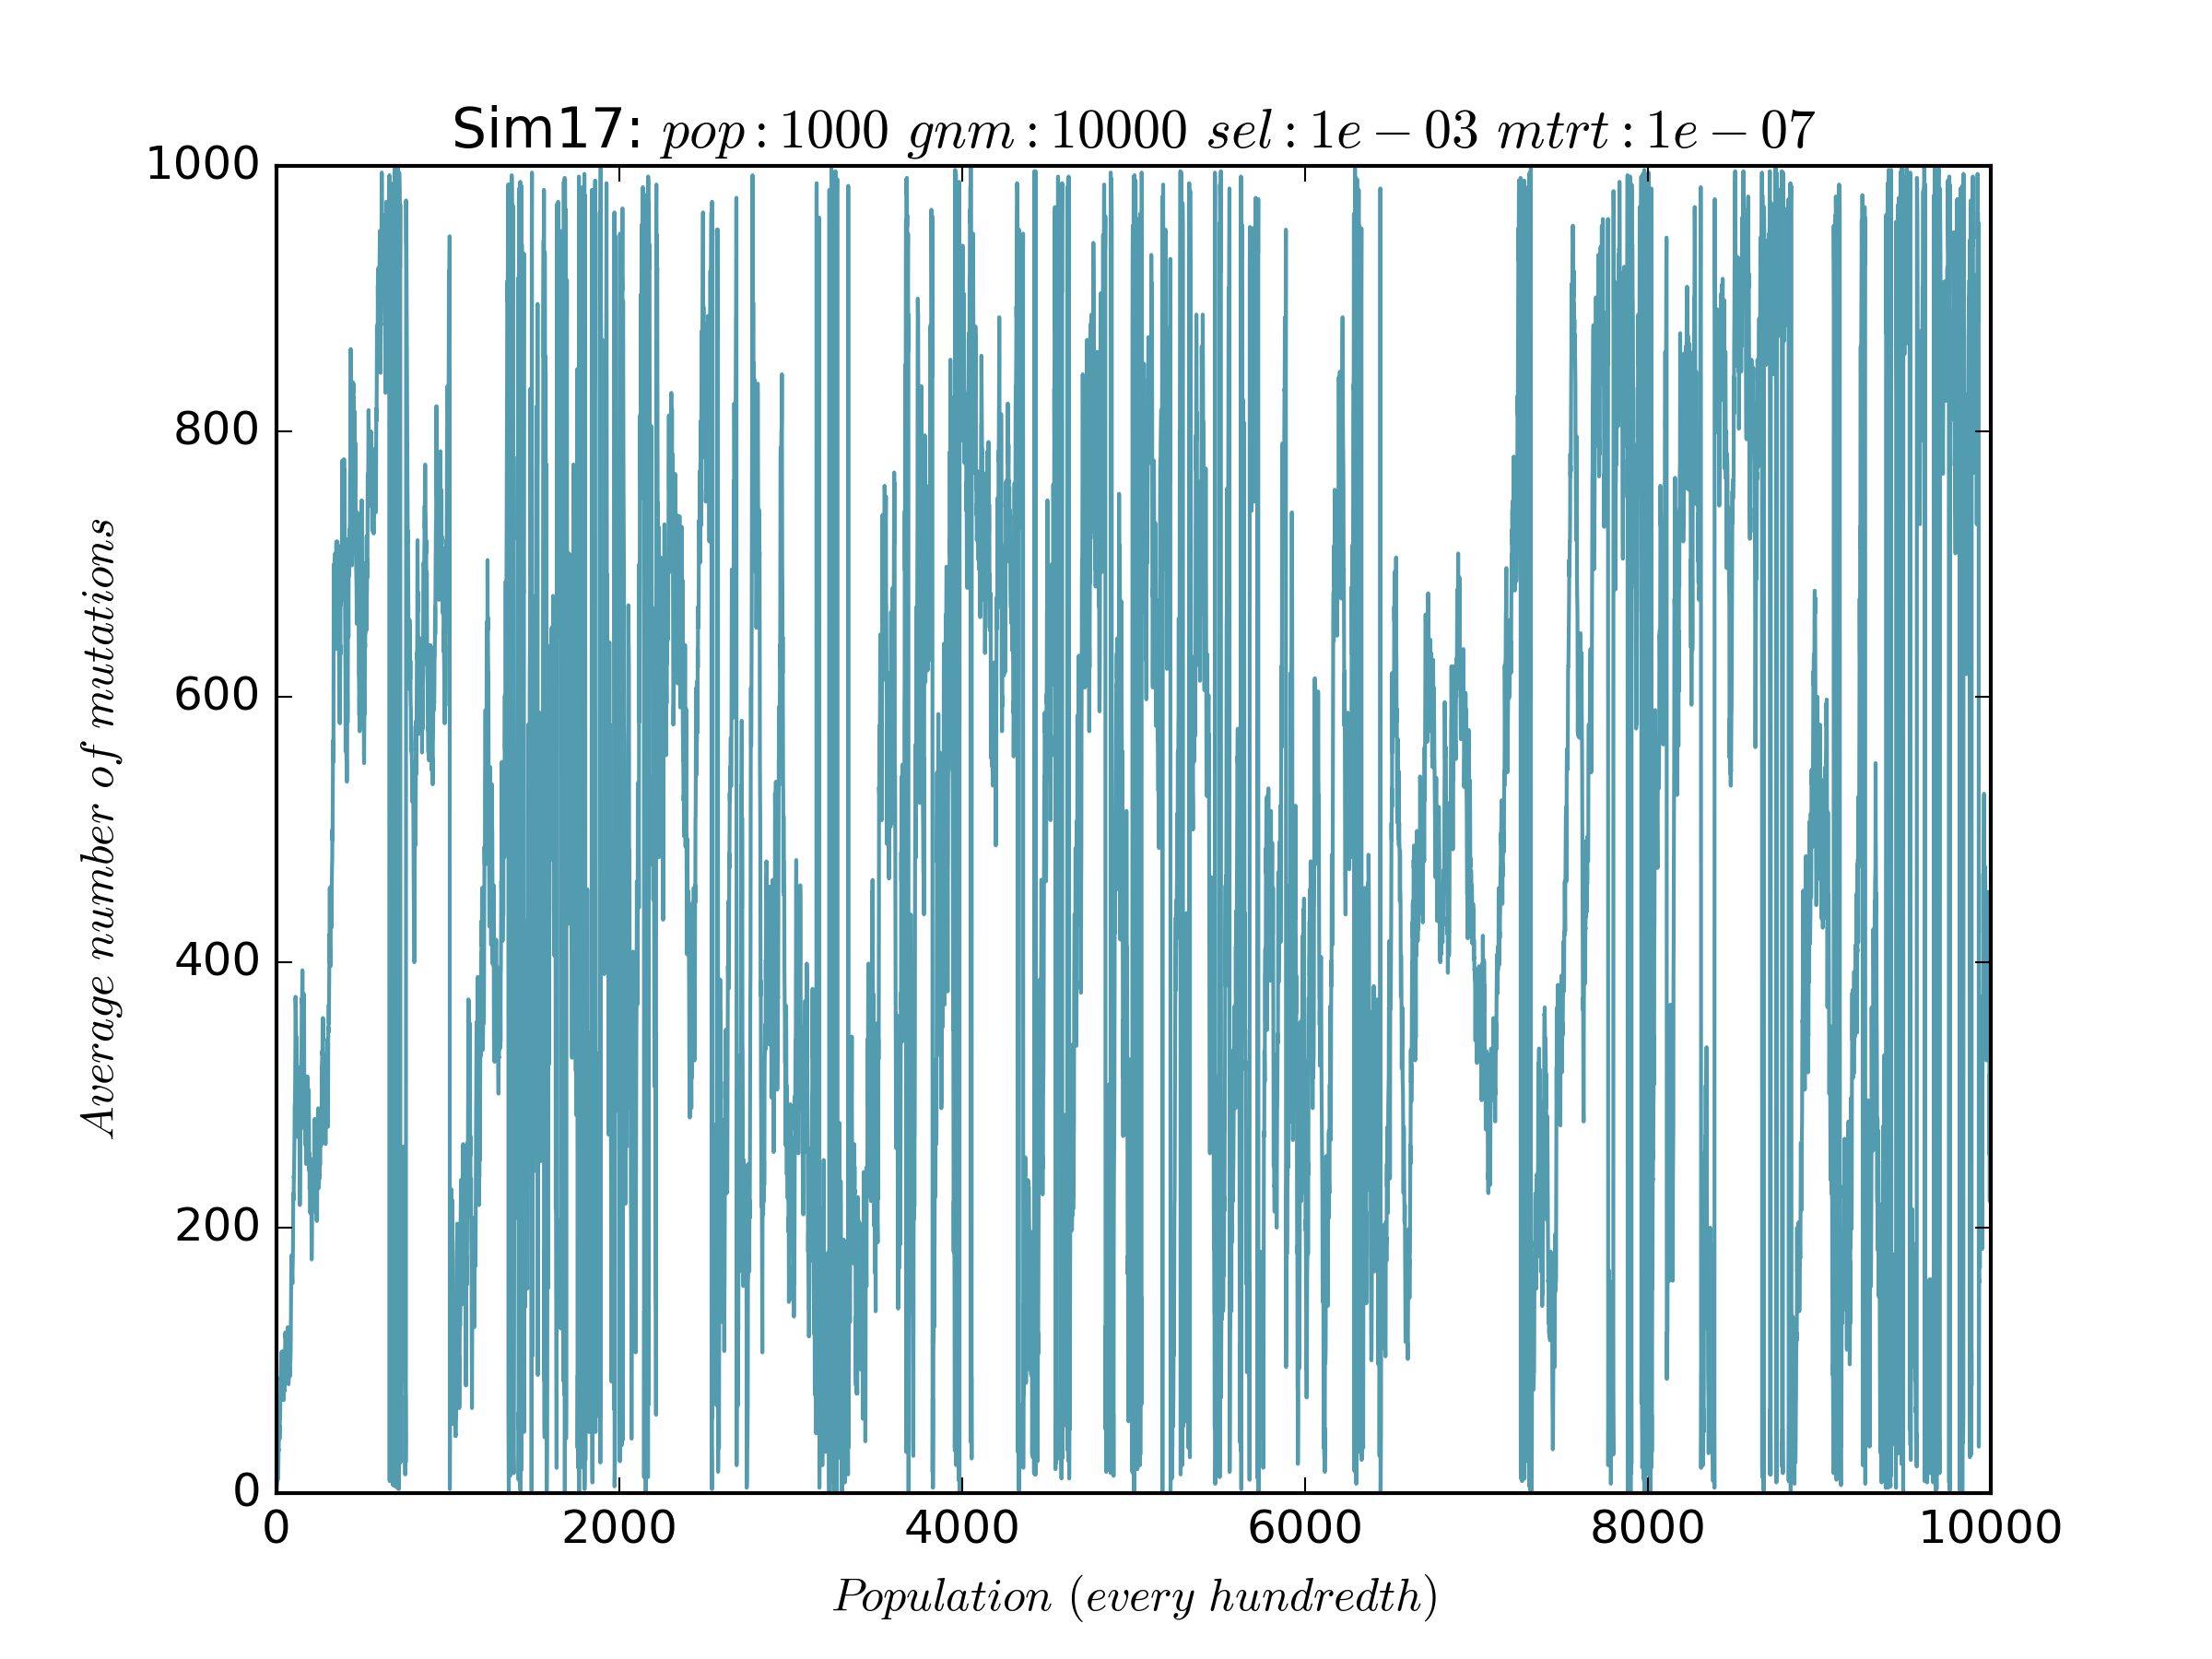 Sim17: pop : 1000 gnm : 10000 sel : 1e − 03 mtrt : 1e − 07
1000
800
600
400
200
0
Average number of mutations
0 2000 4000 6000 8000 10000
Population (every hundredth)